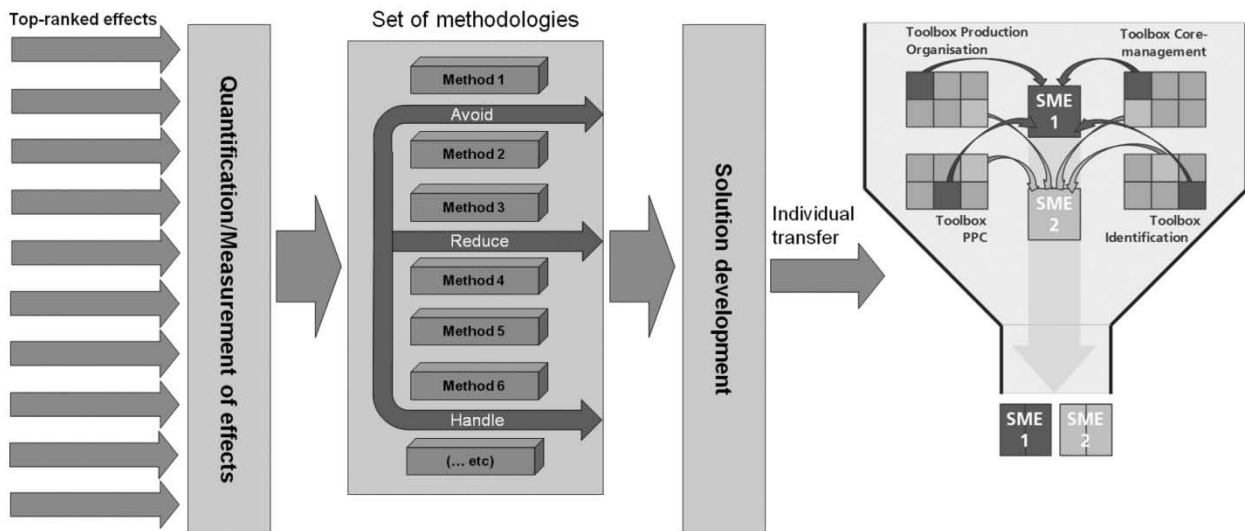 Top-ranked effects
Quantification/Measurement of effects
Set of methodologies
Method 1
Avoid
Method 2
Method 3
Reduce
Method 4
Method 5
Method 6
Handle
(... etc)
Solution development
Individual
transfer
Toolbox Production
Organisation
Toolbox Core-
management
SME
1
SME
2
Toolbox
PPC
Toolbox
Identification
SME
1
SME
2